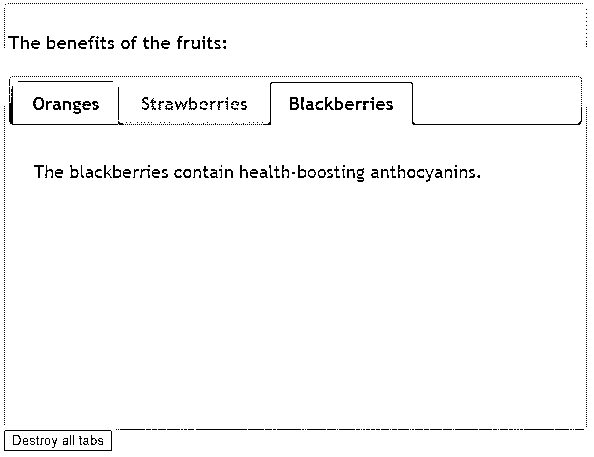 The benefits of the fruits:
Oranges Strawberries Blackberries
The blackberries contain health-boosting anthocyanins.
Destroy all tabs